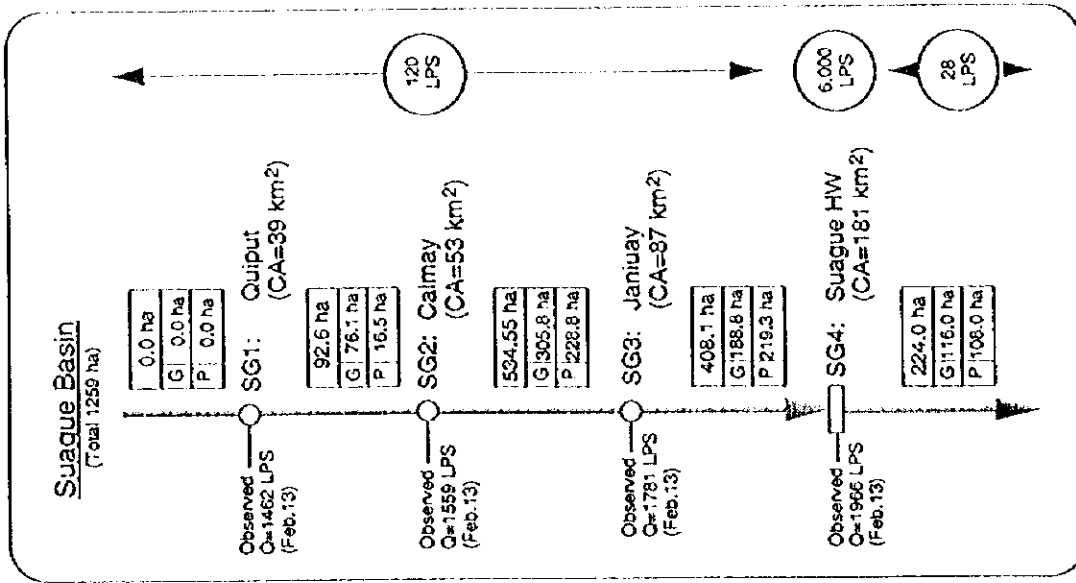 Suague Basin
(Total 1259 ha)
0.0 ha
G 0.0 ha
P 0.0 ha
Observed
Q=1462 LPS
(Feb.13)
SG1: Quiput
(CA=39 km²)
92.6 ha
G 76.1 ha
P 16.5 ha
120
LPS
Observed
Q=1559 LPS
(Feb.13)
SG2: Calmay
(CA=53 km²)
534.55 ha
G 305.8 ha
P 228.8 ha
Observed
Q=1781 LPS
(Feb.13)
SG3: Janiuay
(CA=87 km²)
408.1 ha
G 188.8 ha
P 219.3 ha
Observed
Q=1966 LPS
(Feb.13)
SG4: Suague HW
(CA=181 km²)
6.000
LPS
224.0 ha
G 116.0 ha
P 108.0 ha
28
LPS